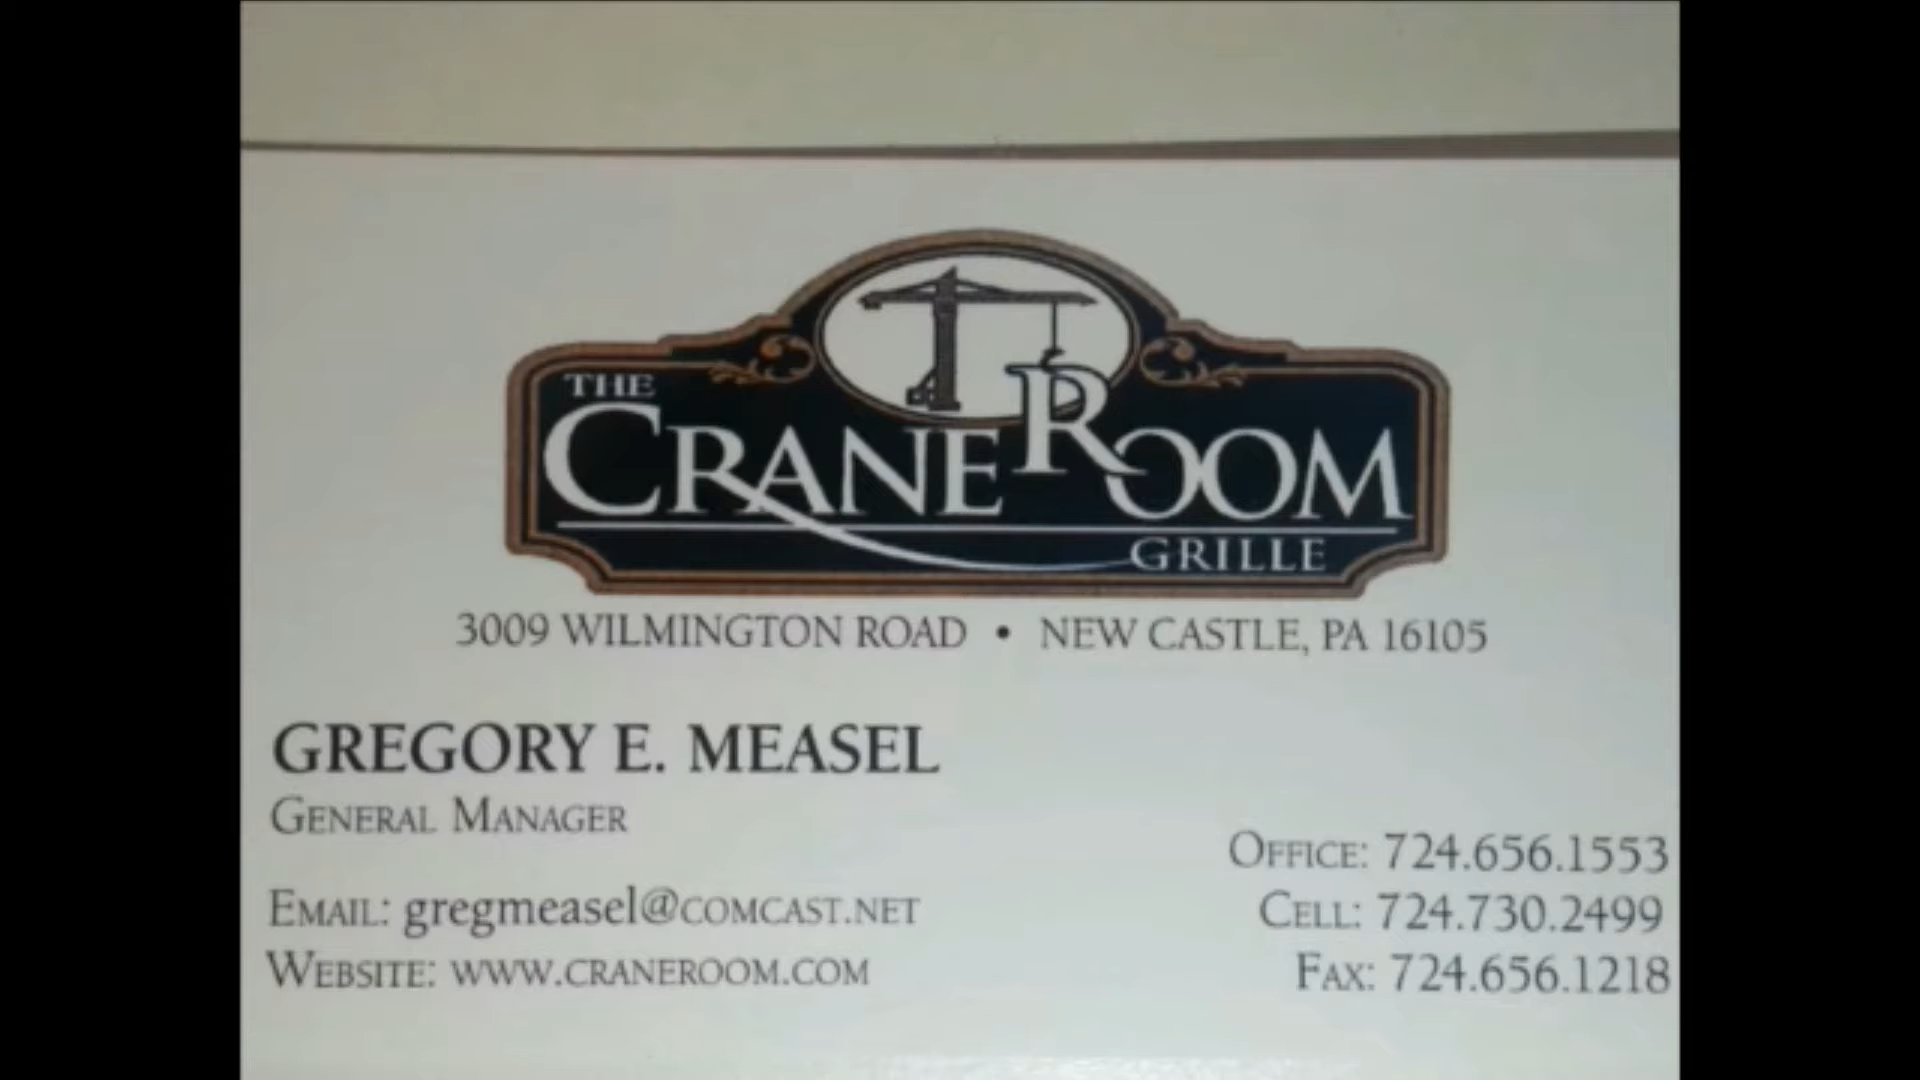 THE
CRANE ROOM
GRILLE
3009 WILMINGTON ROAD • NEW CASTLE, PA 16105
GREGORY E. MEASEL
GENERAL MANAGER
EMAIL: gregmeasel@COMCAST.NET
WEBSITE: WWW.CRANEROOM.COM
OFFICE: 724.656.1553
CELL: 724.730.2499
FAX: 724.656.1218